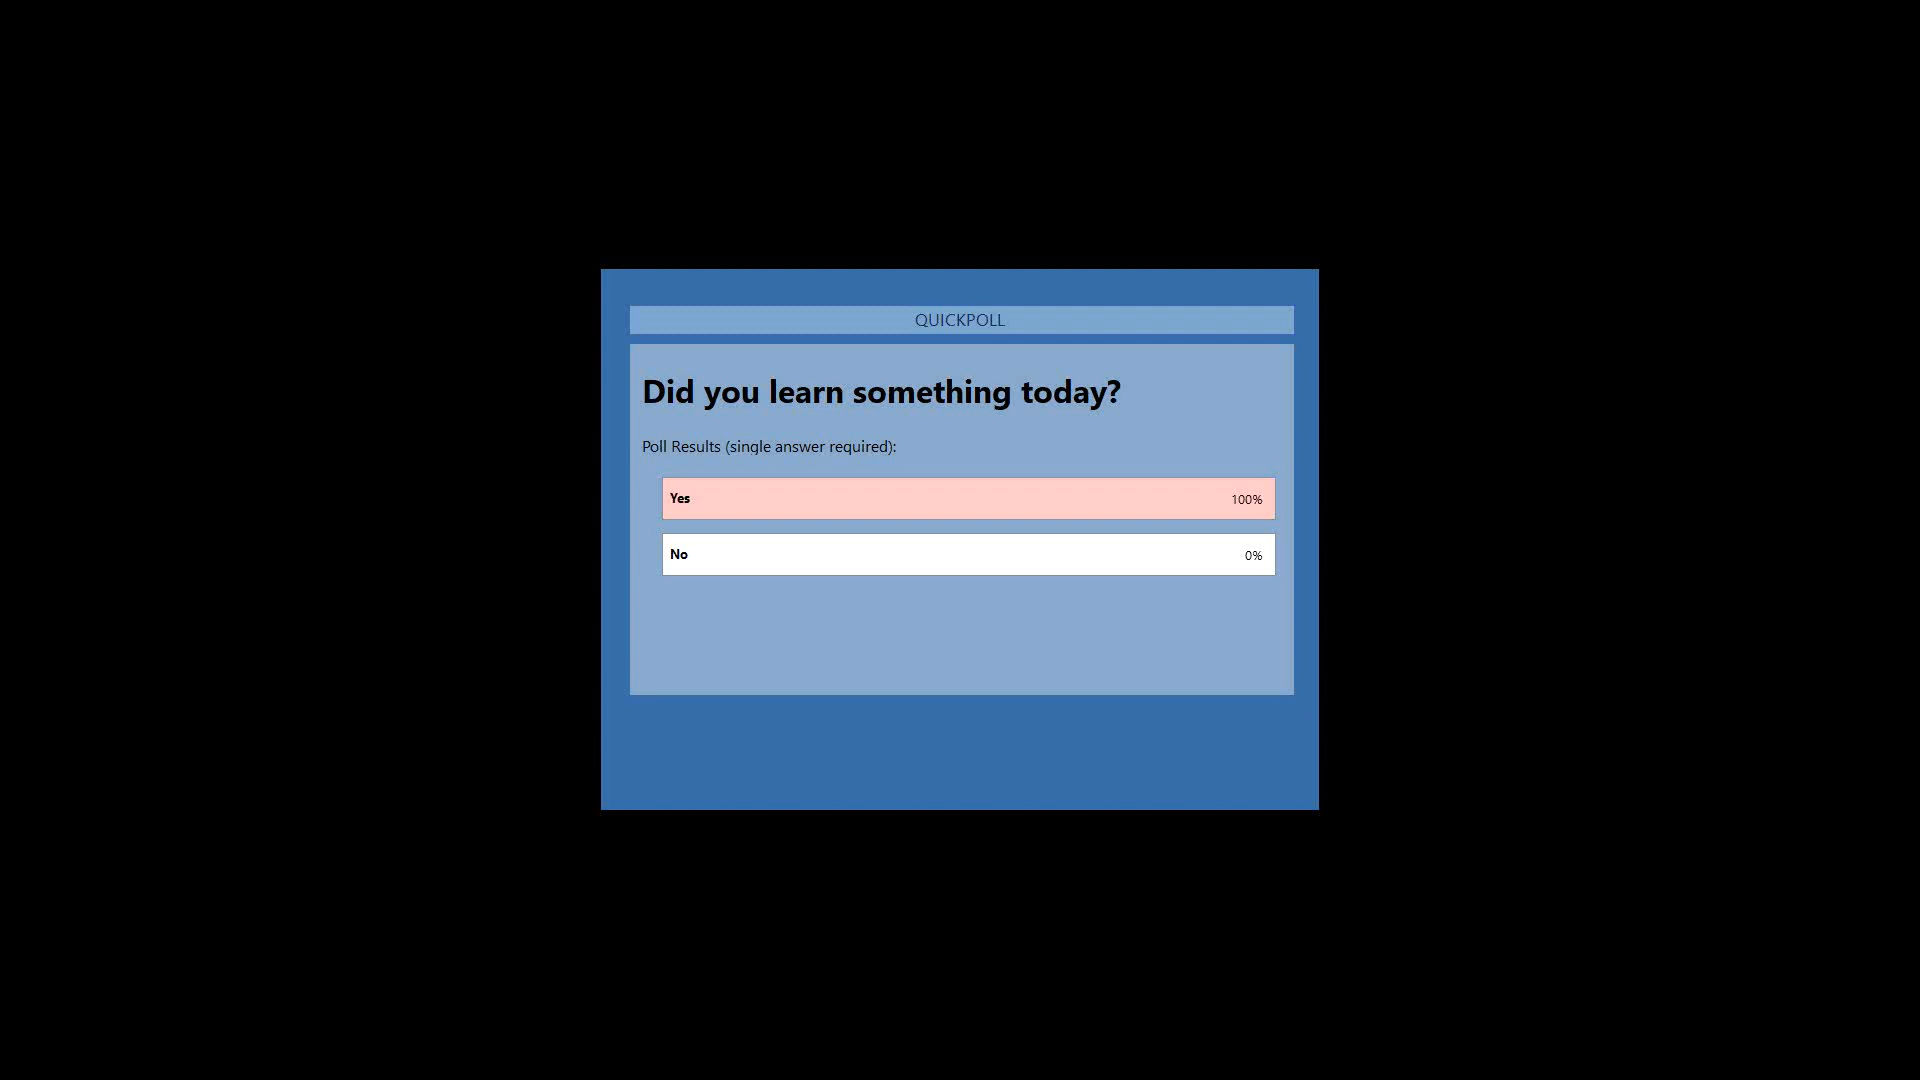 QUICKPOLL
Did you learn something today?
Poll Results (single answer required):
Yes 100%
No 0%